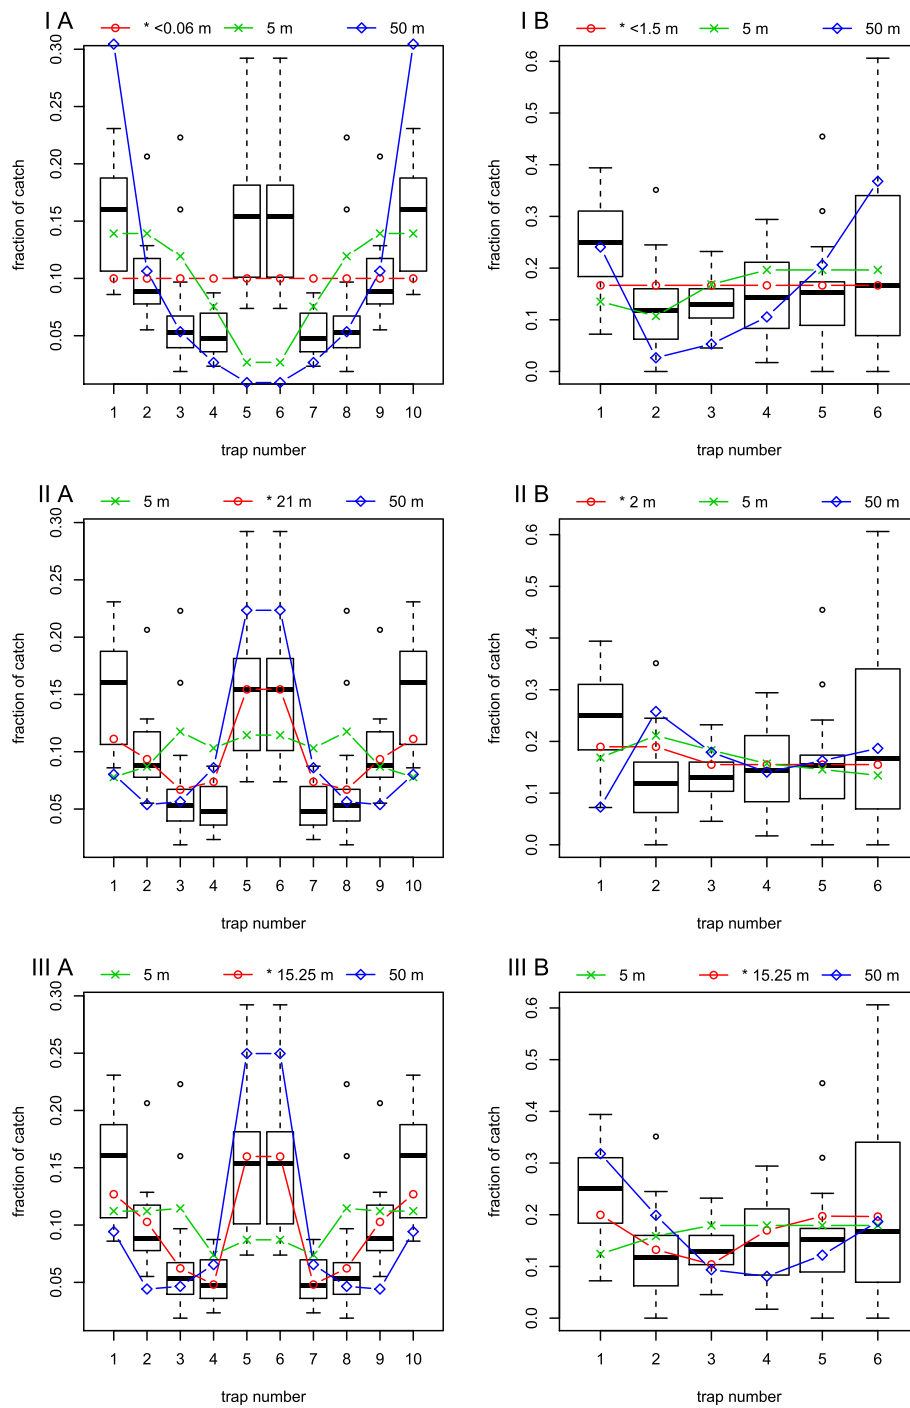 I A
* <0.06 m 5 m 50 m
fraction of catch
0.05 0.10 0.15 0.20 0.25 0.30
1 2 3 4 5 6 7 8 9 10
trap number
I B
* <1.5 m 5 m 50 m
fraction of catch
0.0 0.1 0.2 0.3 0.4 0.5 0.6
1 2 3 4 5 6
trap number
II A
5 m * 21 m 50 m
fraction of catch
0.05 0.10 0.15 0.20 0.25 0.30
1 2 3 4 5 6 7 8 9 10
trap number
II B
* 2 m 5 m 50 m
fraction of catch
0.0 0.1 0.2 0.3 0.4 0.5 0.6
1 2 3 4 5 6
trap number
III A
5 m * 15.25 m 50 m
fraction of catch
0.05 0.10 0.15 0.20 0.25 0.30
1 2 3 4 5 6 7 8 9 10
trap number
III B
5 m * 15.25 m 50 m
fraction of catch
0.0 0.1 0.2 0.3 0.4 0.5 0.6
1 2 3 4 5 6
trap number